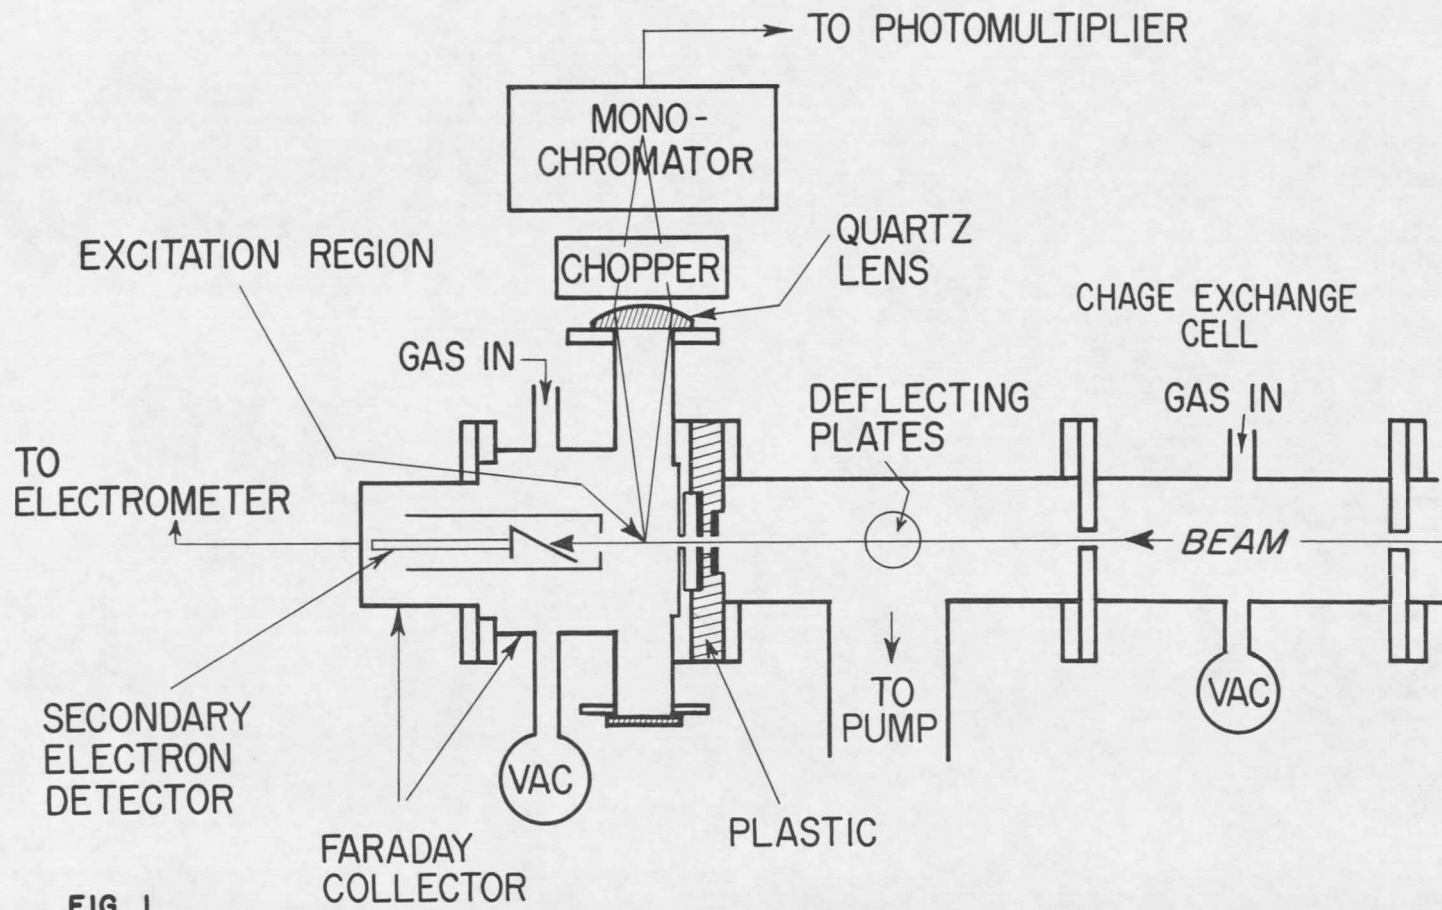 TO PHOTOMULTIPLIER
MONO-
CHROMATOR
EXCITATION REGION
CHOPPER
QUARTZ
LENS
CHAGE EXCHANGE
CELL
GAS IN
DEFLECTING
PLATES
GAS IN
TO
ELECTROMETER
BEAM
SECONDARY
ELECTRON
DETECTOR
VAC
TO
PUMP
VAC
FARADAY
COLLECTOR
PLASTIC
FIG. 1